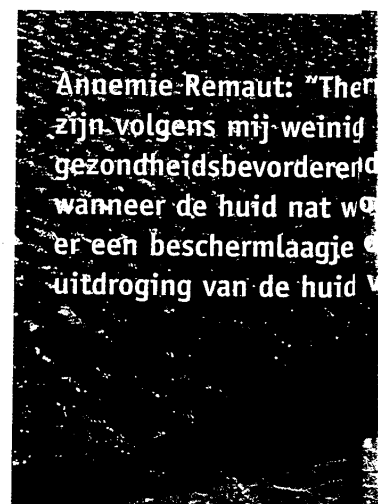 Annemie Remaut: "Ther
zijn volgens mij weinig
gezondheidsbevorderend
wanneer de huid nat wo
er een beschermlaagje
uitdroging van de huid v